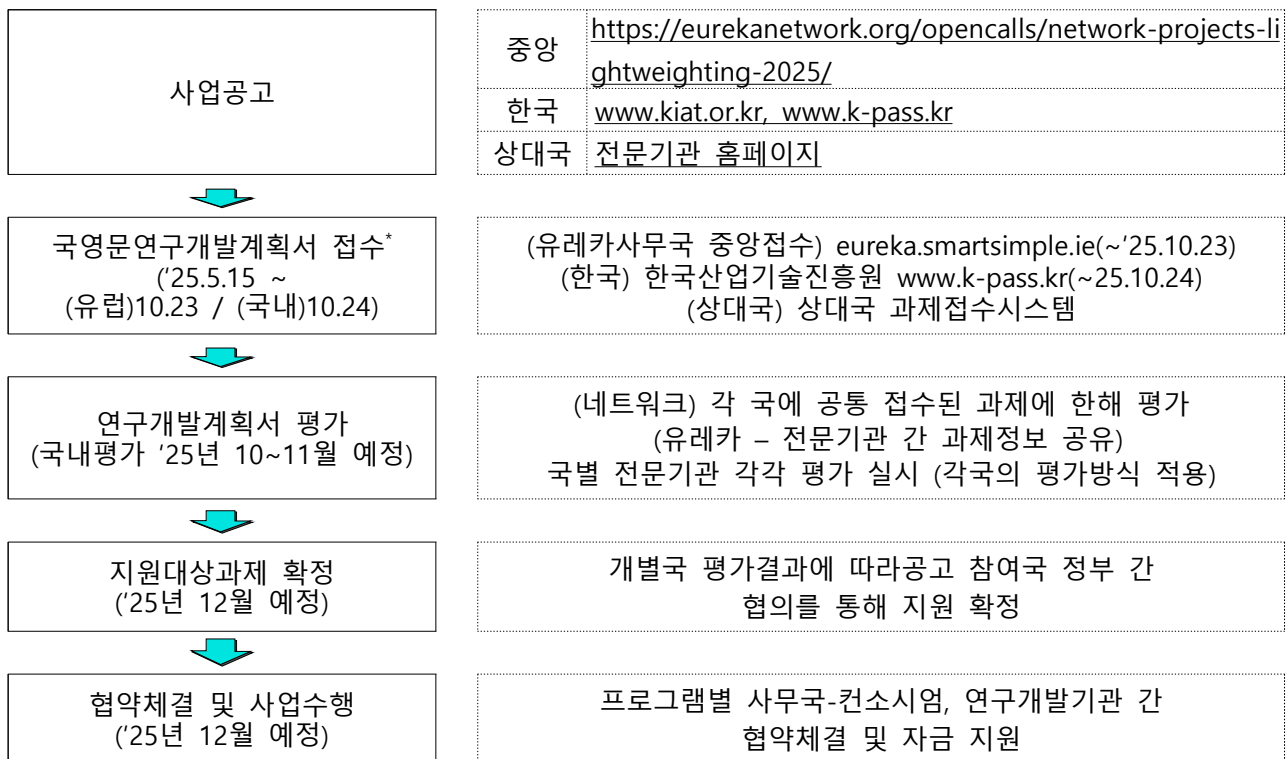 사업공고
중앙
https://eurekanetwork.org/opencalls/network-projects-li
ghtweighting-2025/
한국
www.kiat.or.kr, www.k-pass.kr
상대국
전문기관 홈페이지
국영문연구개발계획서 접수*
('25.5.15 ~
(유럽)10.23 / (국내)10.24)
(유레카사무국 중앙접수) eureka.smartsimple.ie(~'25.10.23)
(한국) 한국산업기술진흥원 www.k-pass.kr(~25.10.24)
(상대국) 상대국 과제접수시스템
연구개발계획서 평가
(국내평가 '25년 10~11월 예정)
(네트워크) 각 국에 공통 접수된 과제에 한해 평가
(유레카 – 전문기관 간 과제정보 공유)
국별 전문기관 각각 평가 실시 (각국의 평가방식 적용)
지원대상과제 확정
('25년 12월 예정)
개별국 평가결과에 따라공고 참여국 정부 간
협의를 통해 지원 확정
협약체결 및 사업수행
('25년 12월 예정)
프로그램별 사무국-컨소시엄, 연구개발기관 간
협약체결 및 자금 지원